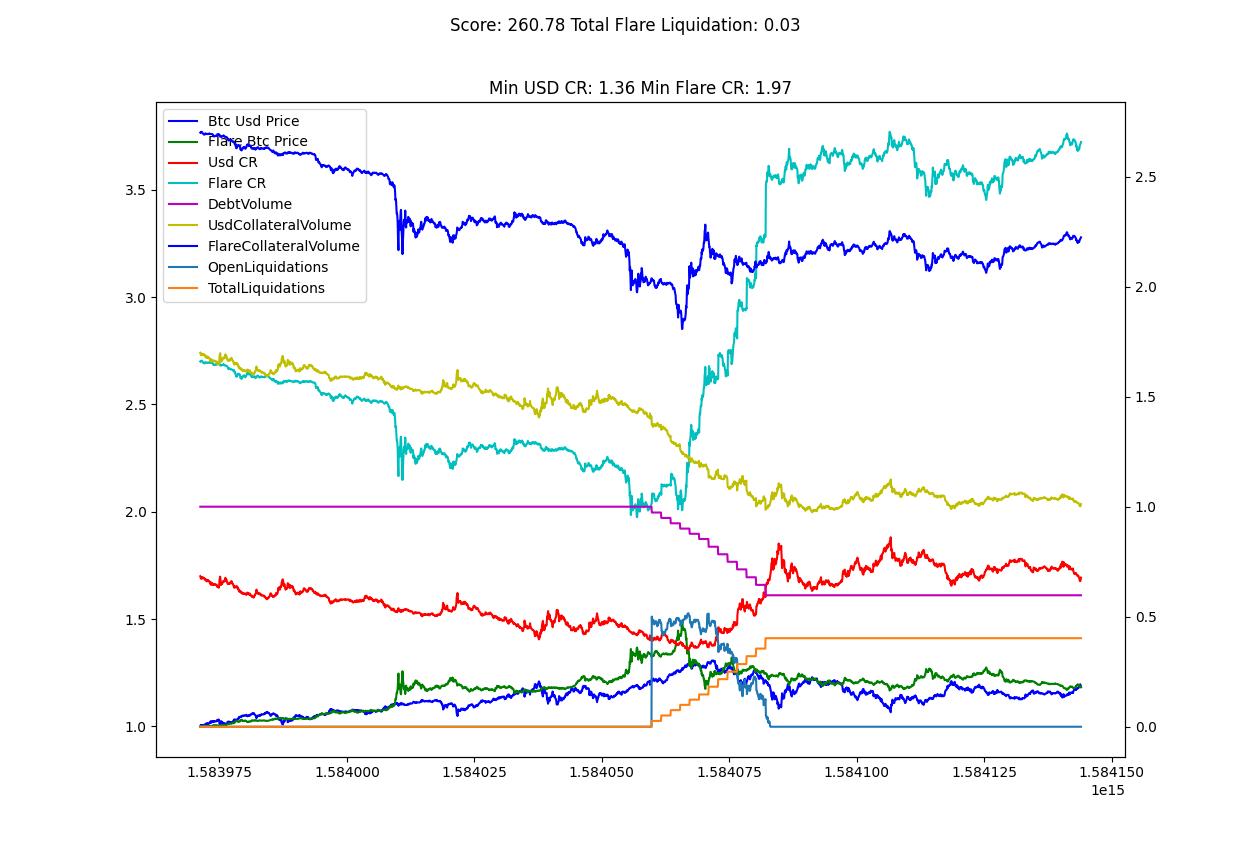 Score: 260.78 Total Flare Liquidation: 0.03
Min USD CR: 1.36 Min Flare CR: 1.97
Btc Usd Price
Flare Btc Price
Usd CR
Flare CR
DebtVolume
UsdCollateralVolume
FlareCollateralVolume
OpenLiquidations
TotalLiquidations
3.5
3.0
2.5
2.0
1.5
1.0
2.5
2.0
1.5
1.0
0.5
0.0
1.583975 1.584000 1.584025 1.584050 1.584075 1.584100 1.584125 1.584150
1e15